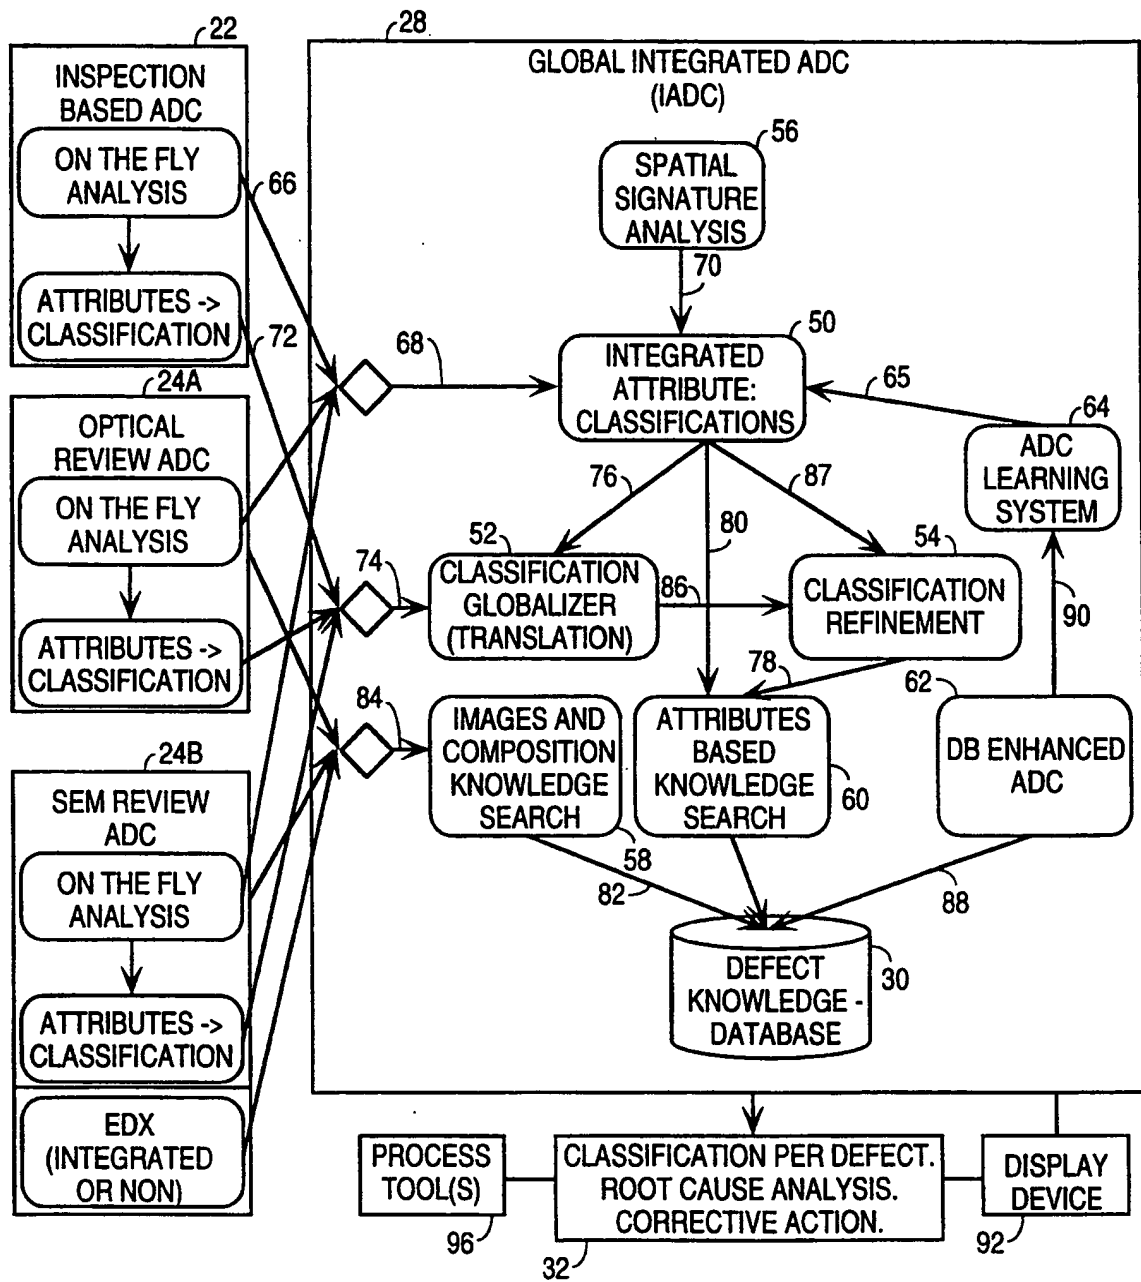 22
INSPECTION
BASED ADC
ON THE FLY
ANALYSIS
ATTRIBUTES ->
CLASSIFICATION
66
72
24A
OPTICAL
REVIEW ADC
ON THE FLY
ANALYSIS
ATTRIBUTES ->
CLASSIFICATION
24B
SEM REVIEW
ADC
ON THE FLY
ANALYSIS
ATTRIBUTES ->
CLASSIFICATION
EDX
(INTEGRATED
OR NON)
28
GLOBAL INTEGRATED ADC
(IADC)
56
SPATIAL
SIGNATURE
ANALYSIS
70
50
68
INTEGRATED
ATTRIBUTE:
CLASSIFICATIONS
65
64
ADC
LEARNING
SYSTEM
76
80
87
52
54
74
CLASSIFICATION
GLOBALIZER
(TRANSLATION)
86
CLASSIFICATION
REFINEMENT
90
78
62
84
IMAGES AND
COMPOSITION
KNOWLEDGE
SEARCH
58
ATTRIBUTES
BASED
KNOWLEDGE
SEARCH
60
DB ENHANCED
ADC
82
88
DEFECT
KNOWLEDGE -
DATABASE
30
PROCESS
TOOL(S)
96
CLASSIFICATION PER DEFECT.
ROOT CAUSE ANALYSIS.
CORRECTIVE ACTION.
32
DISPLAY
DEVICE
92